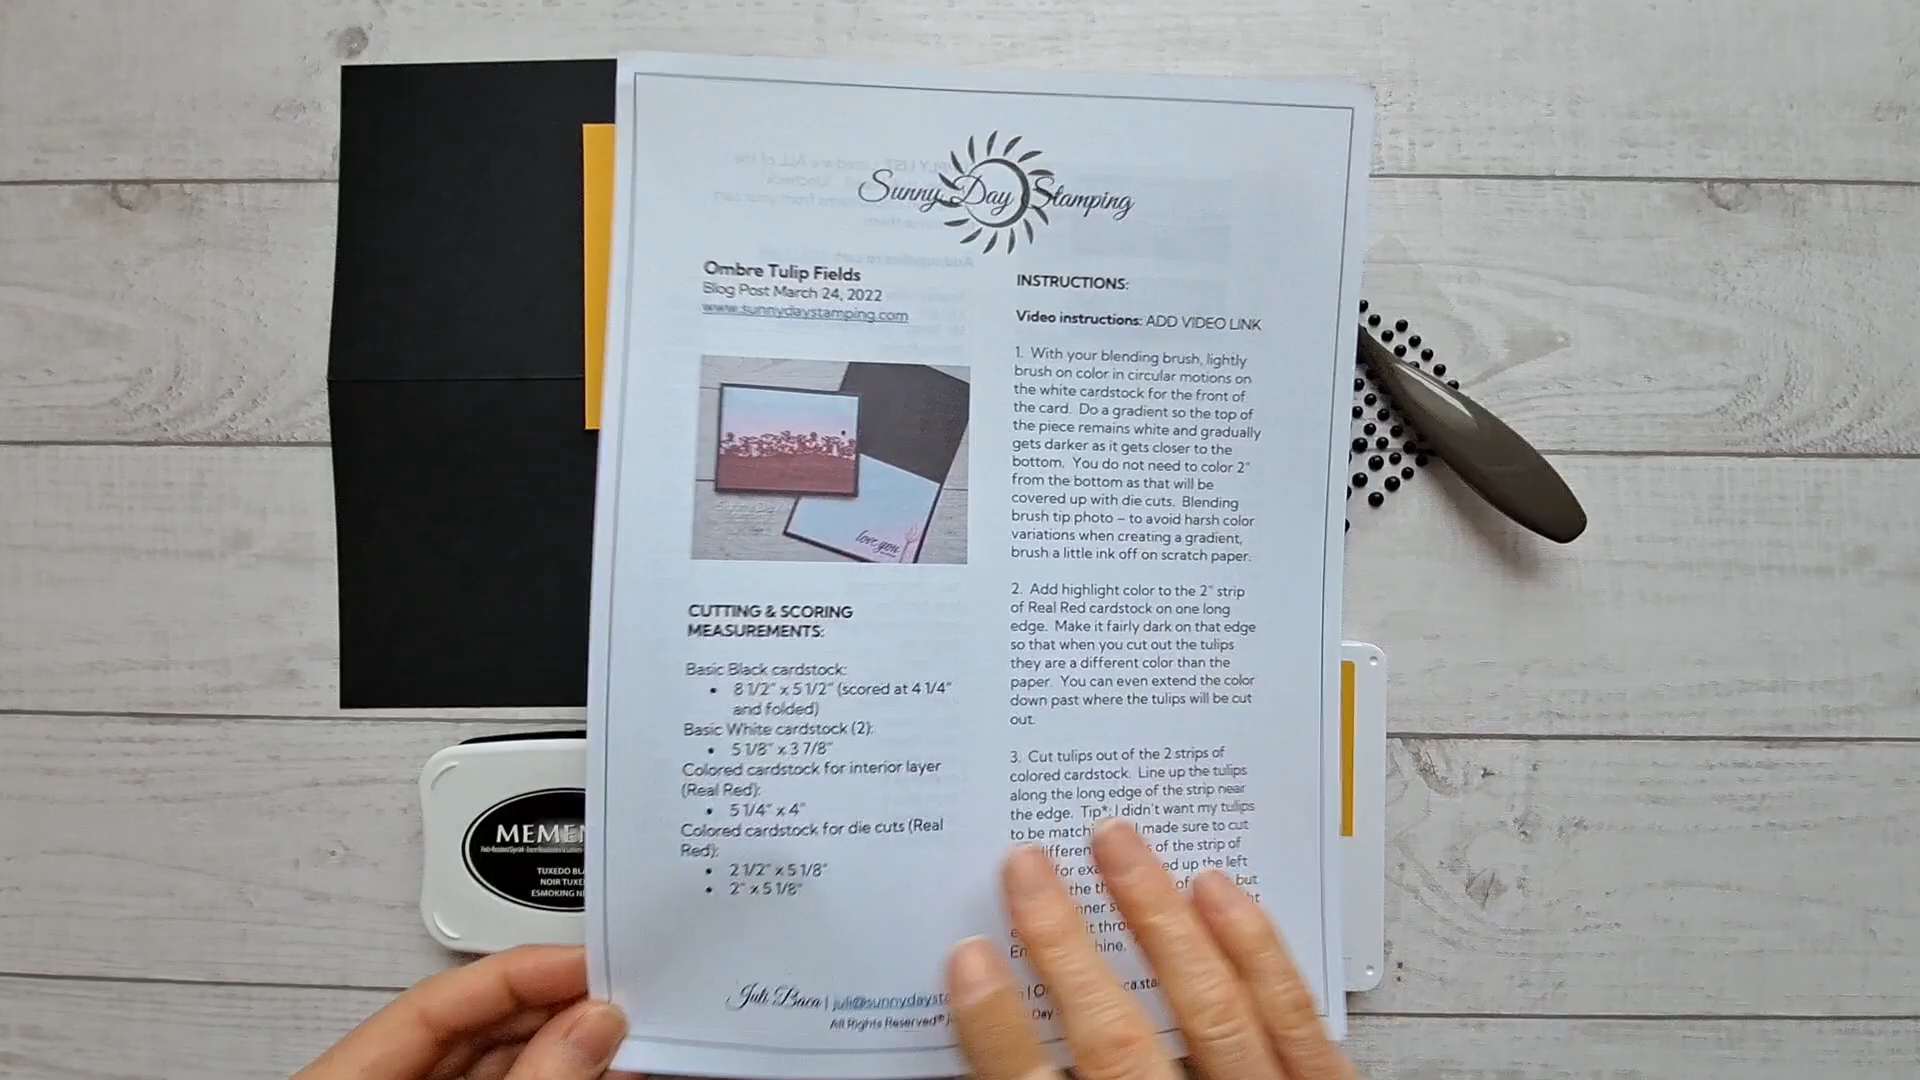 Sunny Day Stamping
Ombre Tulip Fields
Blog Post March 24, 2022
www.sunnydaystamping.com
love you
CUTTING & SCORING
MEASUREMENTS:
Basic Black cardstock:
• 8 1/2" x 5 1/2" (scored at 4 1/4"
and folded)
Basic White cardstock (2):
• 5 1/8" x 3 7/8"
Colored cardstock for interior layer
(Real Red):
• 5 1/4" x 4"
Colored cardstock for die cuts (Real
Red):
• 2 1/2" x 5 1/8"
• 2" x 5 1/8"
INSTRUCTIONS:
Video instructions: ADD VIDEO LINK
1. With your blending brush, lightly
brush on color in circular motions on
the white cardstock for the front of
the card. Do a gradient so the top of
the piece remains white and gradually
gets darker as it gets closer to the
bottom. You do not need to color 2"
from the bottom as that will be
covered up with die cuts. Blending
brush tip photo – to avoid harsh color
variations when creating a gradient,
brush a little ink off on scratch paper.
2. Add highlight color to the 2" strip
of Real Red cardstock on one long
edge. Make it fairly dark on that edge
so that when you cut out the tulips
they are a different color than the
paper. You can even extend the color
down past where the tulips will be cut
out.
3. Cut tulips out of the 2 strips of
colored cardstock. Line up the tulips
along the long edge of the strip near
the edge. Tip*: I didn't want my tulips
to be I made sure to cut
of the strip of
for up the left
the of but
it
Juli Baca |
All Rights Reserved® Day
TUXEDO
NOIR
ESMOKING